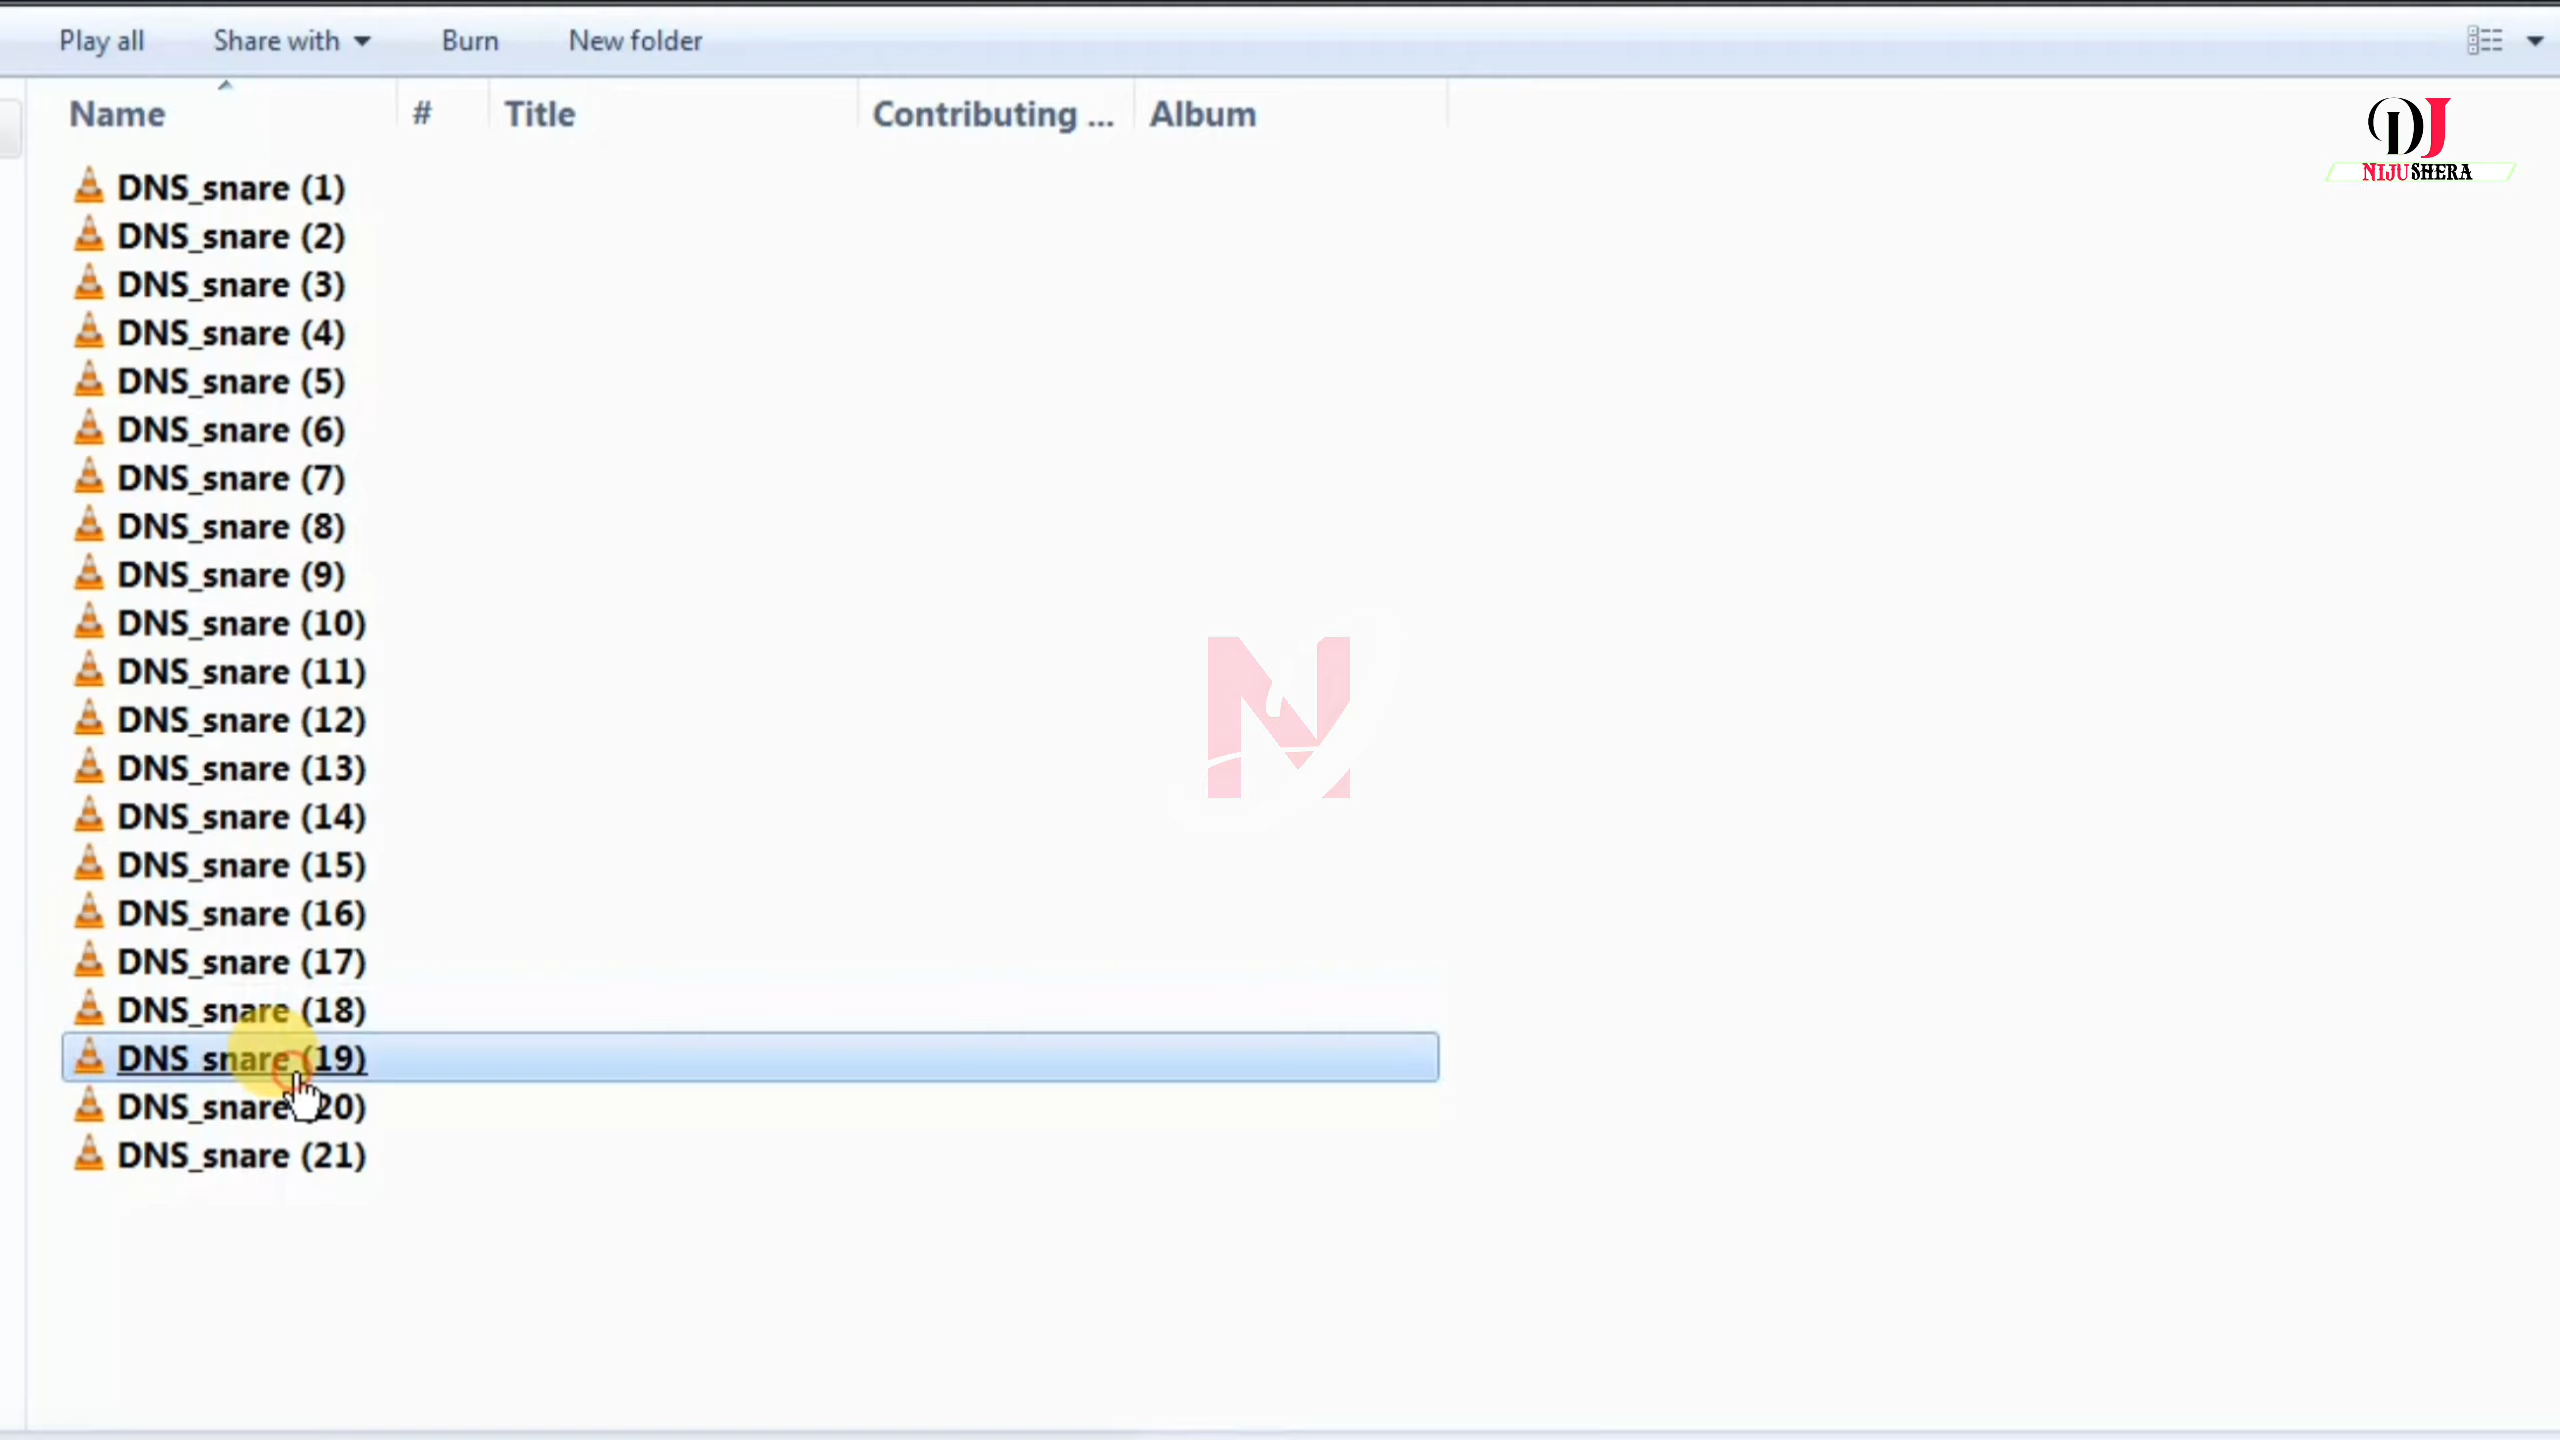 Play all Share with Burn New folder
Name # Title Contributing ... Album
DJ
NIJUSHERA
DNS_snare (1)
DNS_snare (2)
DNS_snare (3)
DNS_snare (4)
DNS_snare (5)
DNS_snare (6)
DNS_snare (7)
DNS_snare (8)
DNS_snare (9)
DNS_snare (10)
DNS_snare (11)
DNS_snare (12)
DNS_snare (13)
DNS_snare (14)
DNS_snare (15)
DNS_snare (16)
DNS_snare (17)
DNS_snare (18)
DNS_snare (19)
DNS_snare (20)
DNS_snare (21)
N